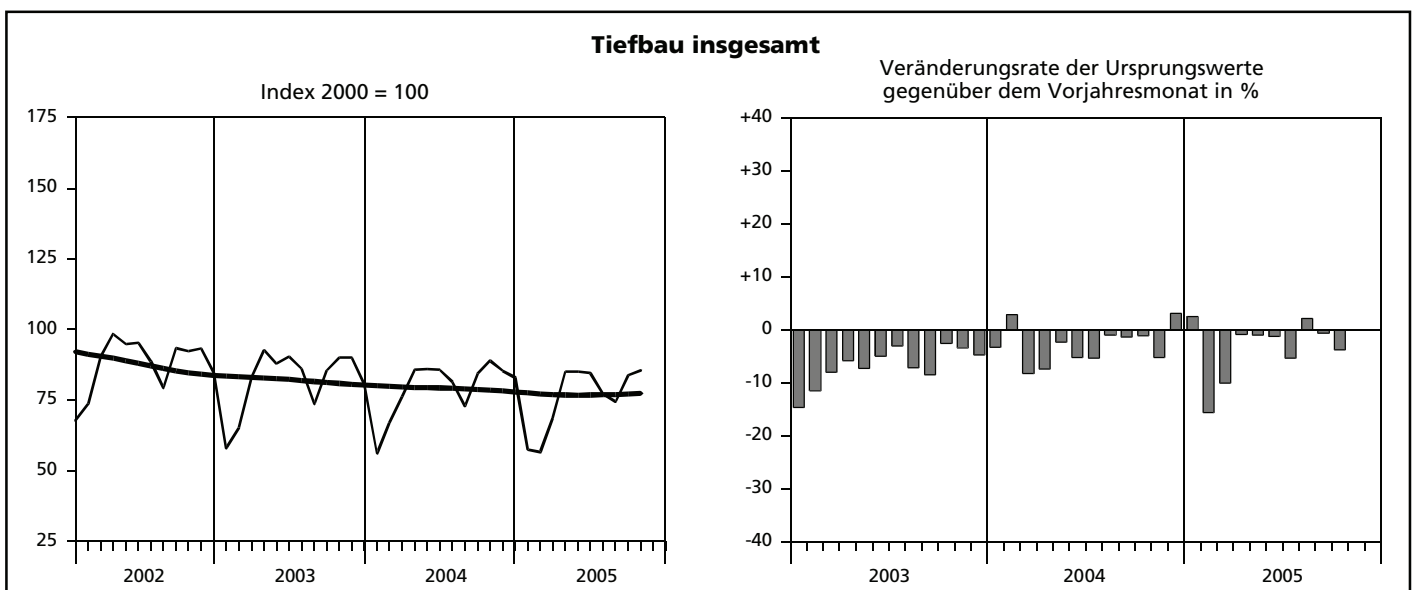 Tiefbau insgesamt
Index 2000 = 100
175
150
125
100
75
50
25
2002 2003 2004 2005
Veränderungsrate der Ursprungswerte
gegenüber dem Vorjahresmonat in %
+40
+30
+20
+10
0
-10
-20
-30
-40
2003 2004 2005